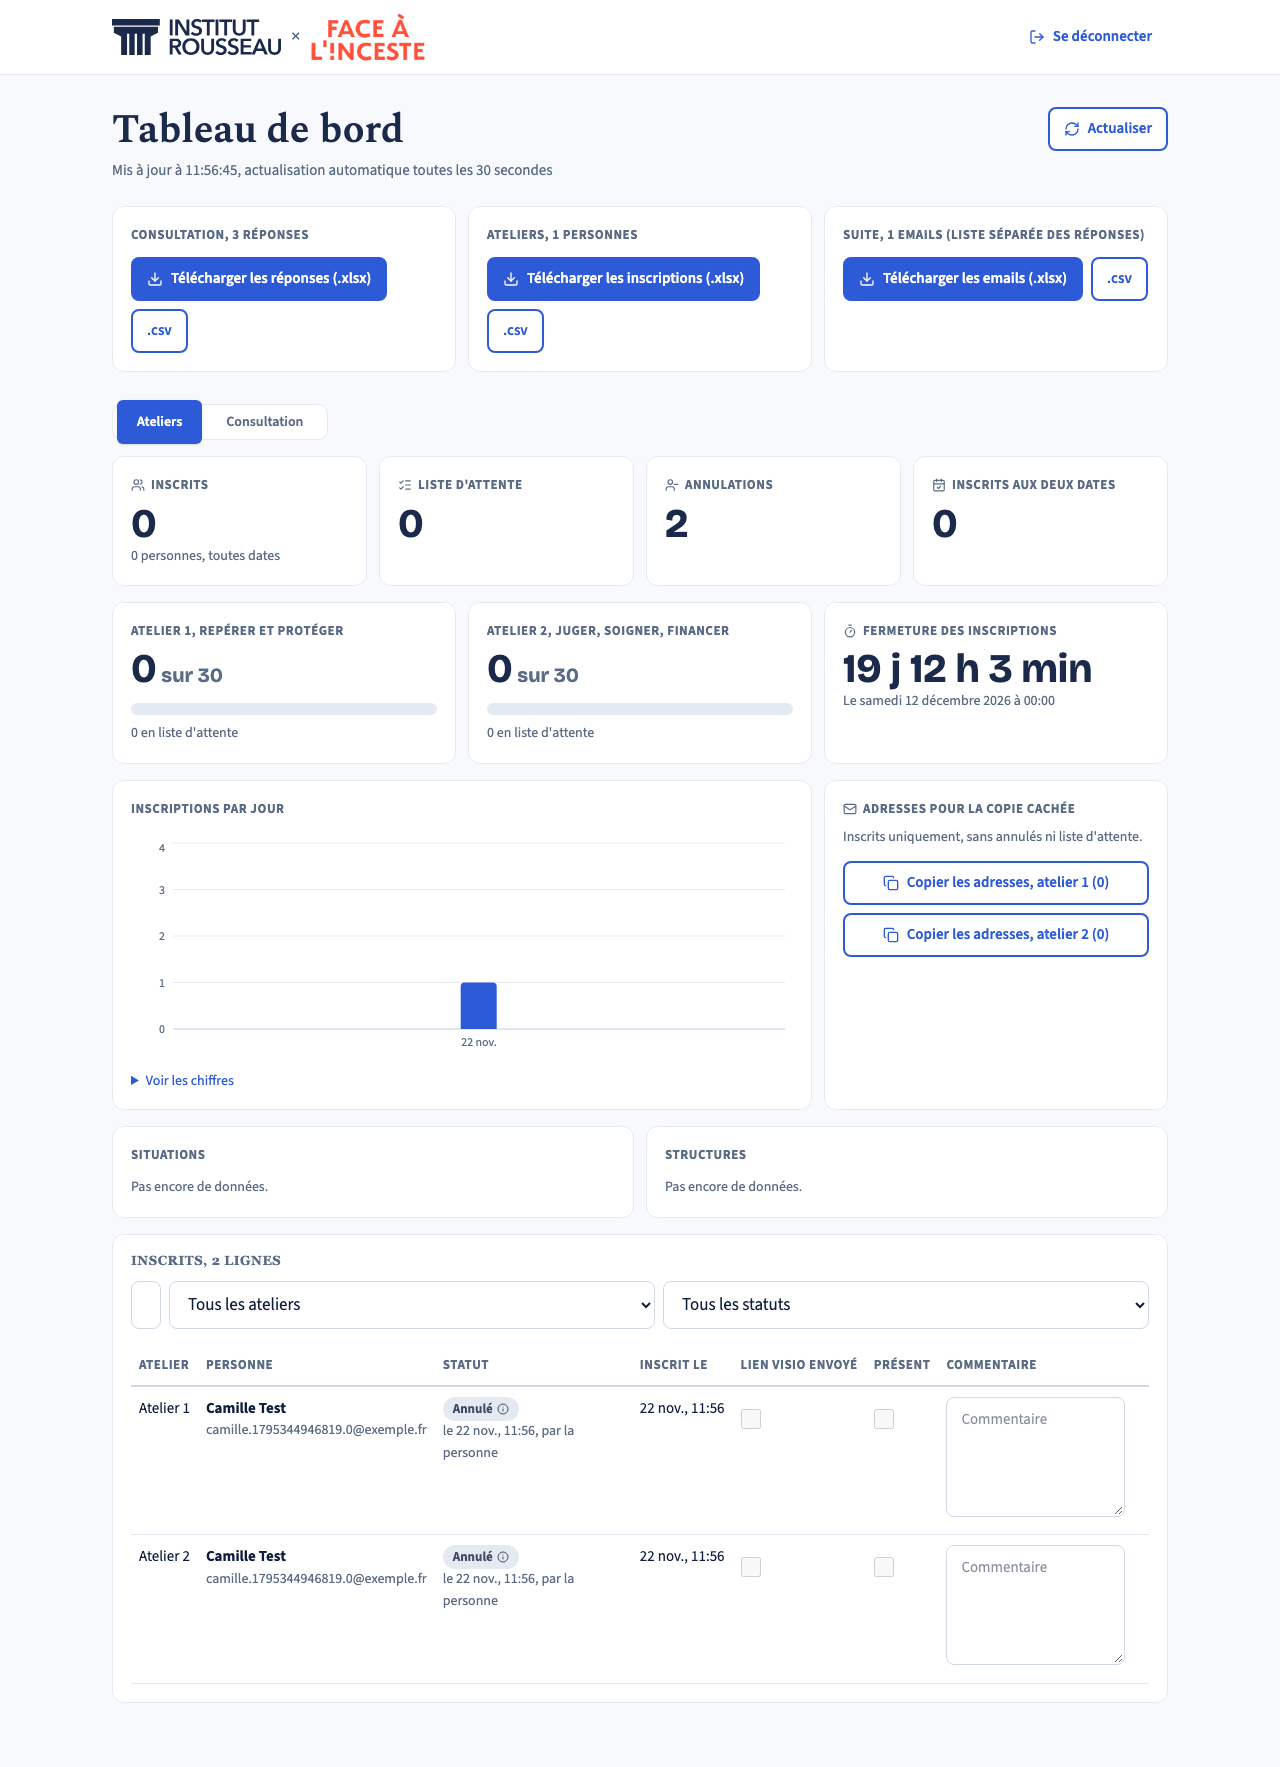 INSTITUT
ROUSSEAU
×
FACE À
L'INCESTE
Se déconnecter
Tableau de bord
Actualiser
Mis à jour à 11:56:45, actualisation automatique toutes les 30 secondes
CONSULTATION, 3 RÉPONSES
Télécharger les réponses (.xlsx)
.csv
ATELIERS, 1 PERSONNES
Télécharger les inscriptions (.xlsx)
.csv
SUITE, 1 EMAILS (LISTE SÉPARÉE DES RÉPONSES)
Télécharger les emails (.xlsx)
.csv
Ateliers
Consultation
INSCRITS
0
0 personnes, toutes dates
LISTE D'ATTENTE
0
ANNULATIONS
2
INSCRITS AUX DEUX DATES
0
ATELIER 1, REPÉRER ET PROTÉGER
0 sur 30
0 en liste d'attente
ATELIER 2, JUGER, SOIGNER, FINANCER
0 sur 30
0 en liste d'attente
FERMETURE DES INSCRIPTIONS
19 j 12 h 3 min
Le samedi 12 décembre 2026 à 00:00
INSCRIPTIONS PAR JOUR
4
3
2
1
0
22 nov.
Voir les chiffres
ADRESSES POUR LA COPIE CACHÉE
Inscrits uniquement, sans annulés ni liste d'attente.
Copier les adresses, atelier 1 (0)
Copier les adresses, atelier 2 (0)
SITUATIONS
Pas encore de données.
STRUCTURES
Pas encore de données.
INSCRITS, 2 LIGNES
Tous les ateliers
Tous les statuts
ATELIER PERSONNE STATUT INSCRIT LE LIEN VISIO ENVOYÉ PRÉSENT COMMENTAIRE
Atelier 1 Camille Test Annulé 22 nov., 11:56 Commentaire
camille.1795344946819.0@exemple.fr le 22 nov., 11:56, par la
personne
Atelier 2 Camille Test Annulé 22 nov., 11:56 Commentaire
camille.1795344946819.0@exemple.fr le 22 nov., 11:56, par la
personne